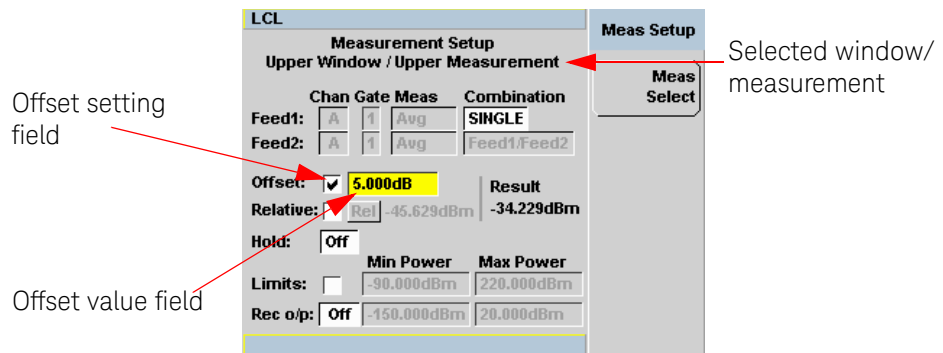 LCL
Meas Setup
Measurement Setup
Upper Window / Upper Measurement
Selected window/
measurement
Meas
Select
Offset setting
field
Chan Gate Meas Combination
Feed1: A 1 Avg SINGLE
Feed2: A 1 Avg Feed1/Feed2
Offset: 5.000dB
Result
Relative: Rel -45.629dBm -34.229dBm
Hold: Off
Min Power Max Power
Limits: -90.000dBm 220.000dBm
Offset value field
Rec o/p: Off -150.000dBm 20.000dBm